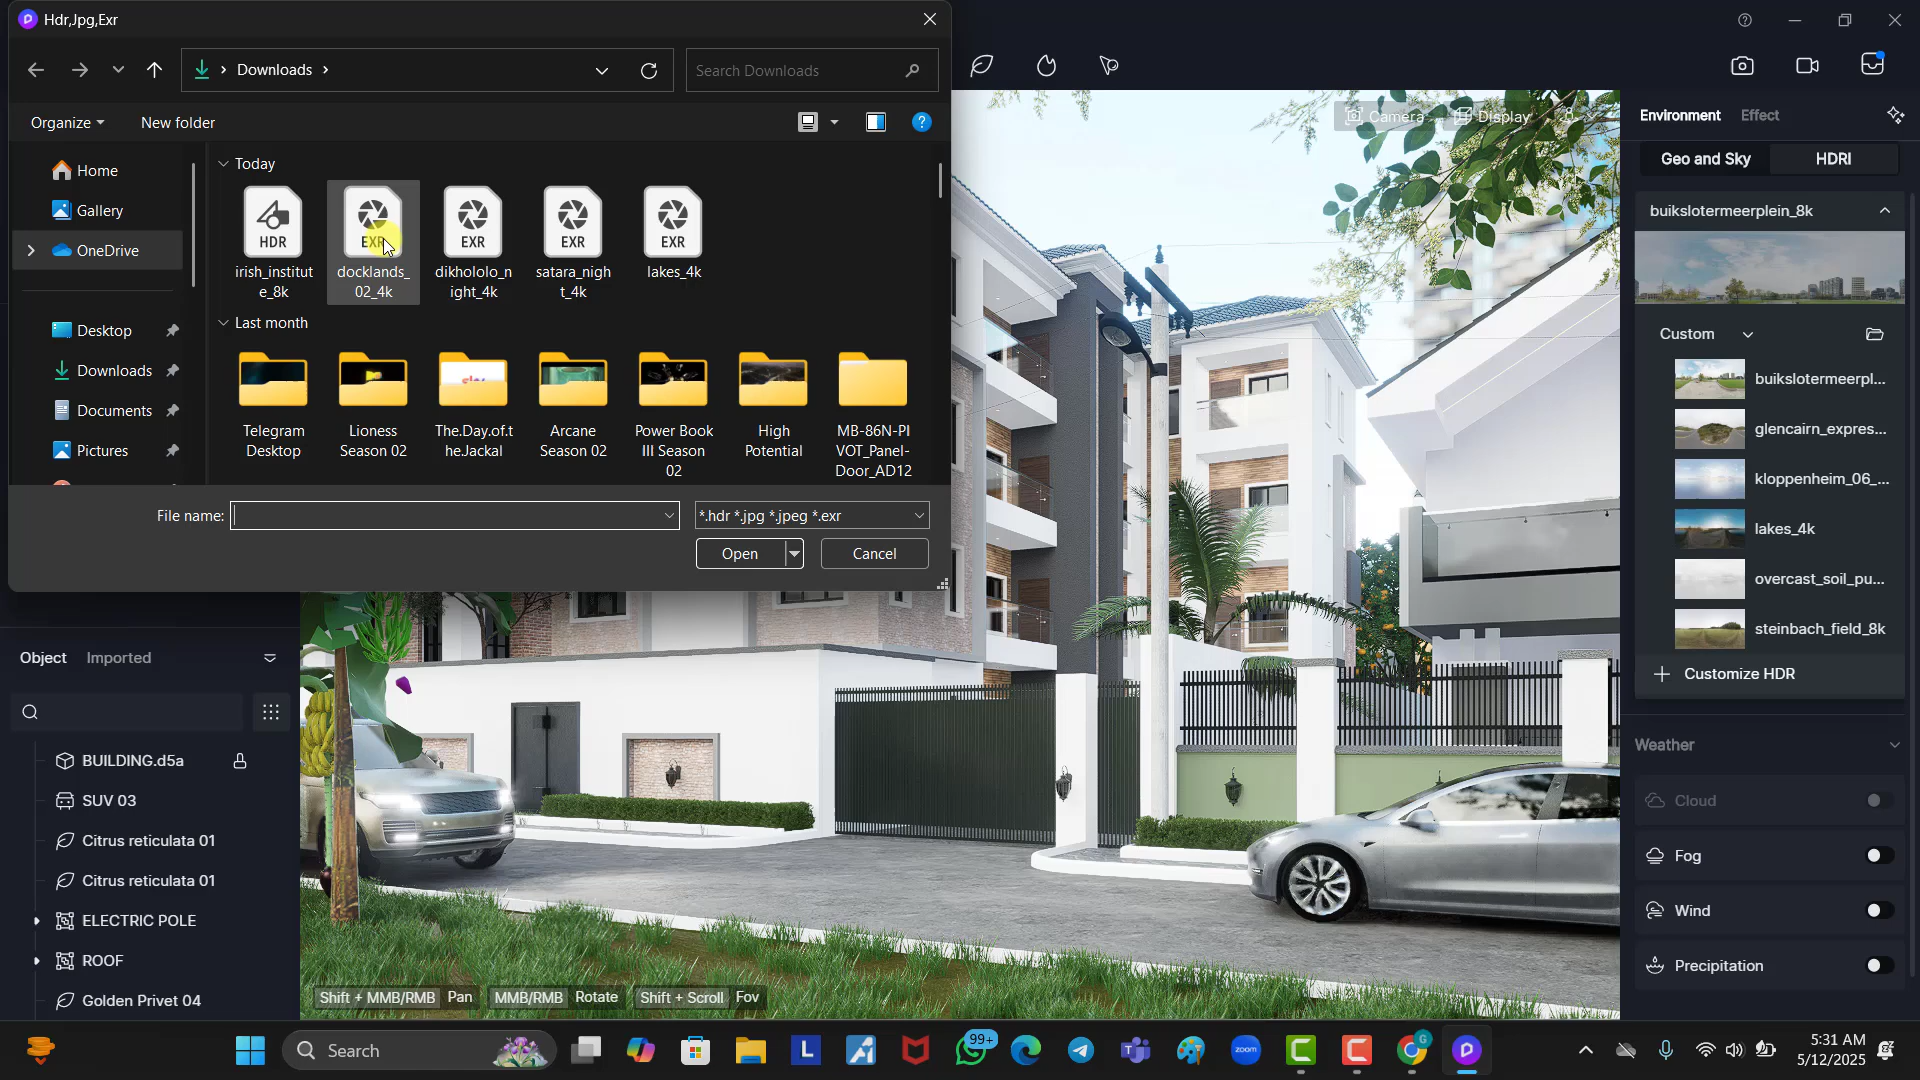 Hdr,Jpg,Exr
Downloads
Search Downloads
Organize
New folder
Home
Gallery
OneDrive
Desktop
Downloads
Documents
Pictures
Today
HDR
EXR
EXR
EXR
EXR
irish_institut
e_8k
docklands_
02_4k
dikhololo_n
ight_4k
satara_nigh
t_4k
lakes_4k
Last month
Telegram
Desktop
Lioness
Season 02
The.Day.of.t
he.Jackal
Arcane
Season 02
Power Book
III Season
02
High
Potential
MB-86N-PI
VOT_Panel-
Door_AD12
File name:
*.hdr *.jpg *.jpeg *.exr
Open
Cancel
Camera
Display
Environment
Effect
Geo and Sky
HDRI
buikslotermeerplein_8k
Custom
buikslotermeerpl...
glencairn_expres...
kloppenheim_06_...
lakes_4k
overcast_soil_pu...
steinbach_field_8k
Customize HDR
Weather
Cloud
Fog
Wind
Precipitation
Object
Imported
BUILDING.d5a
SUV 03
Citrus reticulata 01
Citrus reticulata 01
ELECTRIC POLE
ROOF
Golden Privet 04
Shift + MMB/RMB Pan
MMB/RMB Rotate
Shift + Scroll Fov
Search
99+
zoom
5:31 AM
5/12/2025